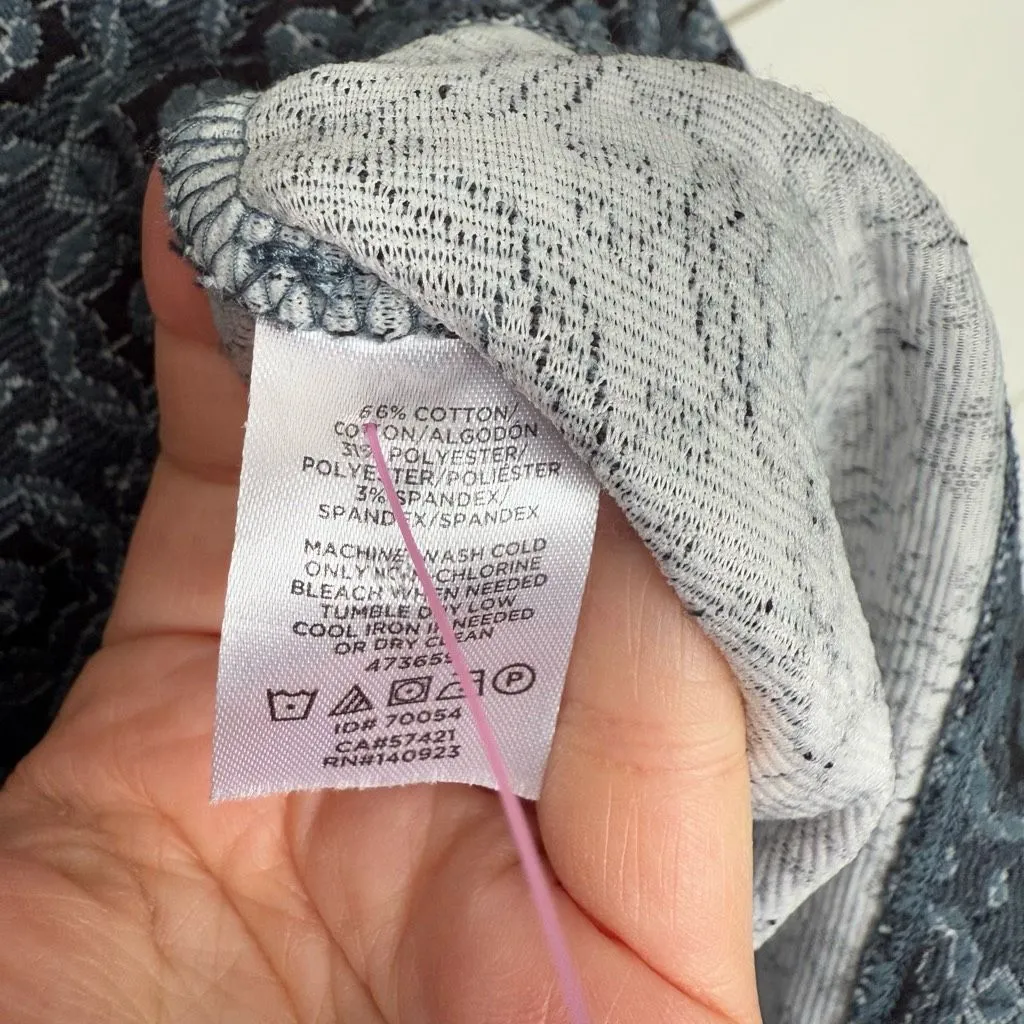 66% COTTON/
COTTON/ALGODON
31% POLYESTER/
POLYESTER/POLIESTER
3% SPANDEX/
SPANDEX/SPANDEX
MACHINE WASH COLD
ONLY NON CHLORINE
BLEACH WHEN NEEDED
TUMBLE DRY LOW
COOL IRON IF NEEDED
OR DRY CLEAN
P
ID# 70054
CA#57421
RN#140923